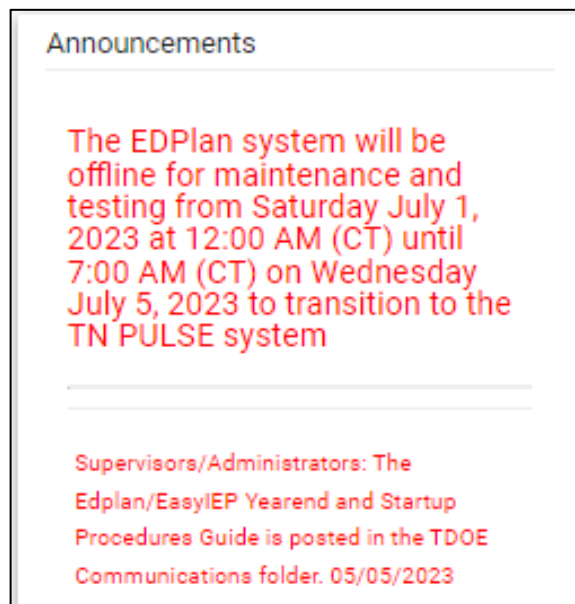 Announcements
The EDPlan system will be
offline for maintenance and
testing from Saturday July 1,
2023 at 12:00 AM (CT) until
7:00 AM (CT) on Wednesday
July 5, 2023 to transition to the
TN PULSE system
Supervisors/Administrators: The
Edplan/EasyIEP Yearend and Startup
Procedures Guide is posted in the TDOE
Communications folder. 05/05/2023